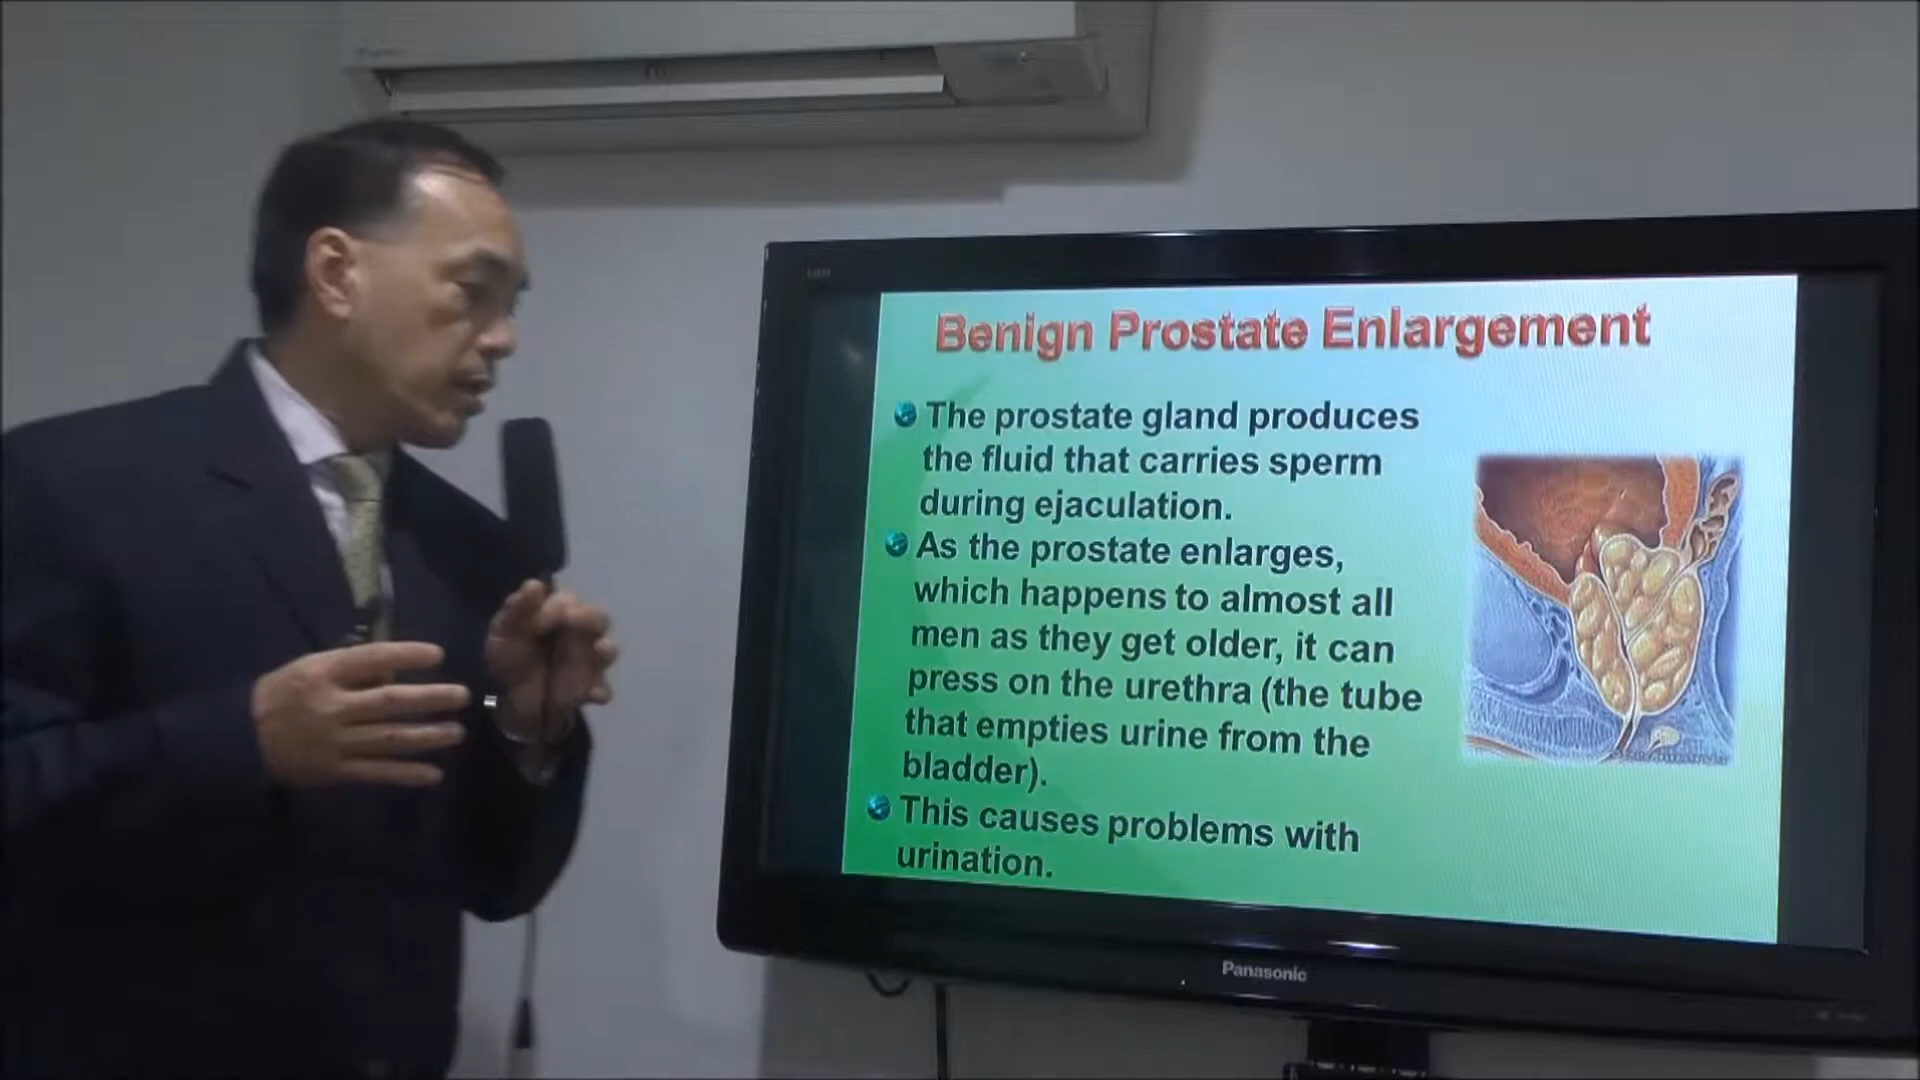 Benign Prostate Enlargement
The prostate gland produces
the fluid that carries sperm
during ejaculation.
As the prostate enlarges,
which happens to almost all
men as they get older, it can
press on the urethra (the tube
that empties urine from the
bladder).
This causes problems with
urination.
Panasonic